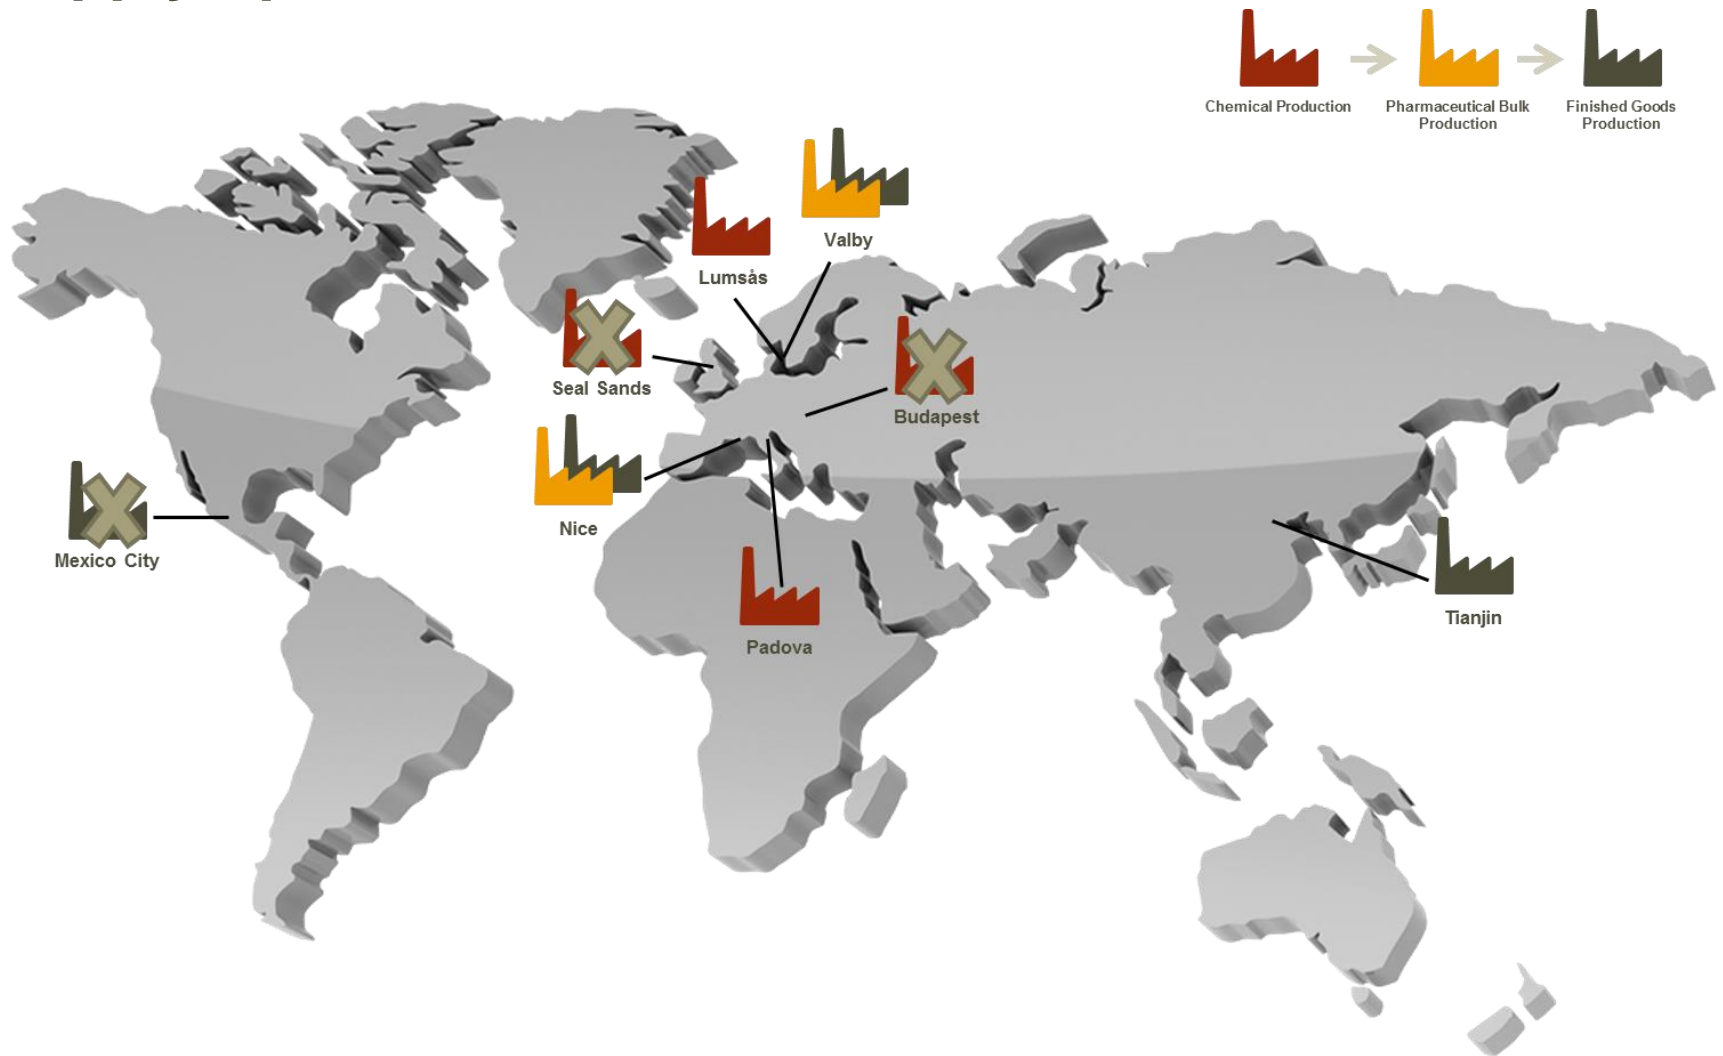 Chemical Production
Pharmaceutical Bulk
Production
Finished Goods
Production
Valby
Lumsås
Seal Sands
Budapest
Nice
Mexico City
Padova
Tianjin